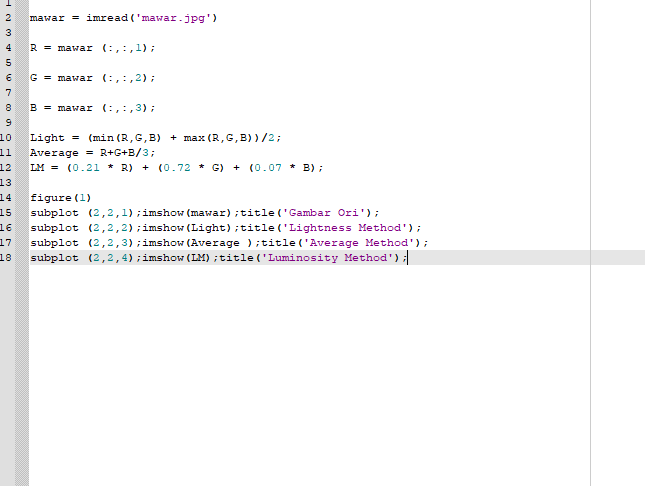 1
2 mawar = imread('mawar.jpg')
3
4 R = mawar (:,:,1);
5
6 G = mawar (:,:,2);
7
8 B = mawar (:,:,3);
9
10 Light = (min(R,G,B) + max(R,G,B))/2;
11 Average = R+G+B/3;
12 LM = (0.21 * R) + (0.72 * G) + (0.07 * B);
13
14 figure(1)
15 subplot (2,2,1);imshow(mawar);title('Gambar Ori');
16 subplot (2,2,2);imshow(Light);title('Lightness Method');
17 subplot (2,2,3);imshow(Average );title('Average Method');
18 subplot (2,2,4);imshow(LM);title('Luminosity Method');